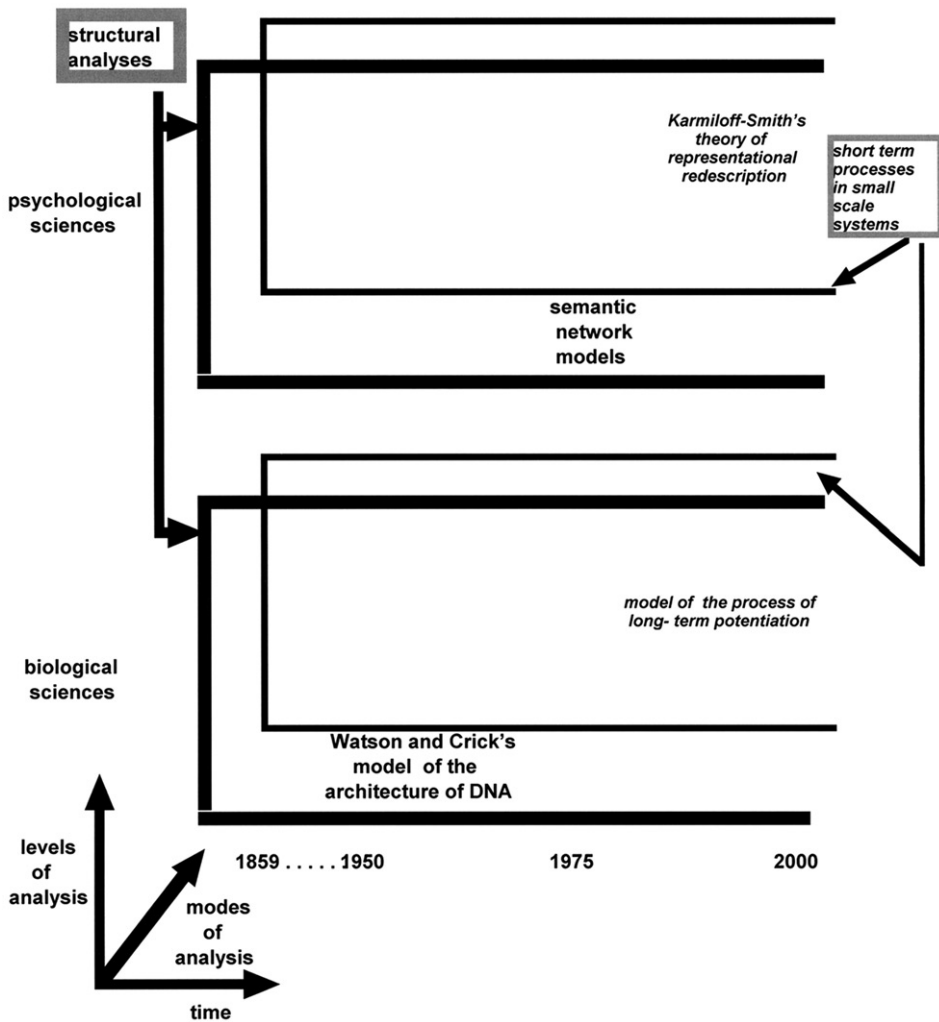 structural
analyses
Karmiloff-Smith's
theory of
representational
redescription
short term
processes
in small
scale
systems
psychological
sciences
semantic
network
models
model of the process of
long- term potentiation
biological
sciences
Watson and Crick's
model of the
architecture of DNA
levels
of
analysis
1859 . . . . . . 1950 1975 2000
modes
of
analysis
time